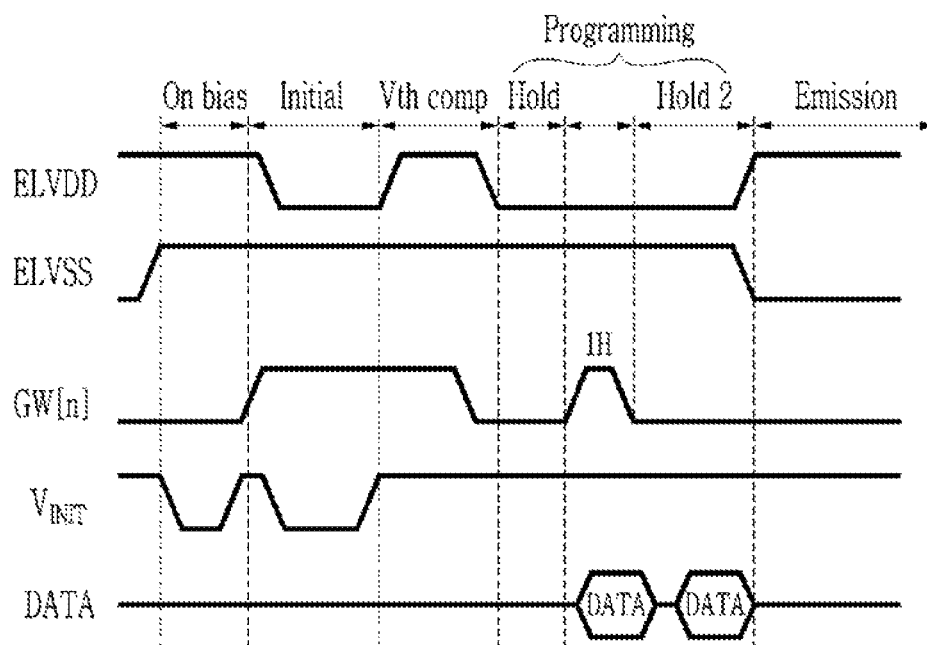 Programming
On bias Initial Vth comp Hold Hold 2 Emission
ELVDD
ELVSS
1H
GW[n]
VINIT
DATA DATA DATA